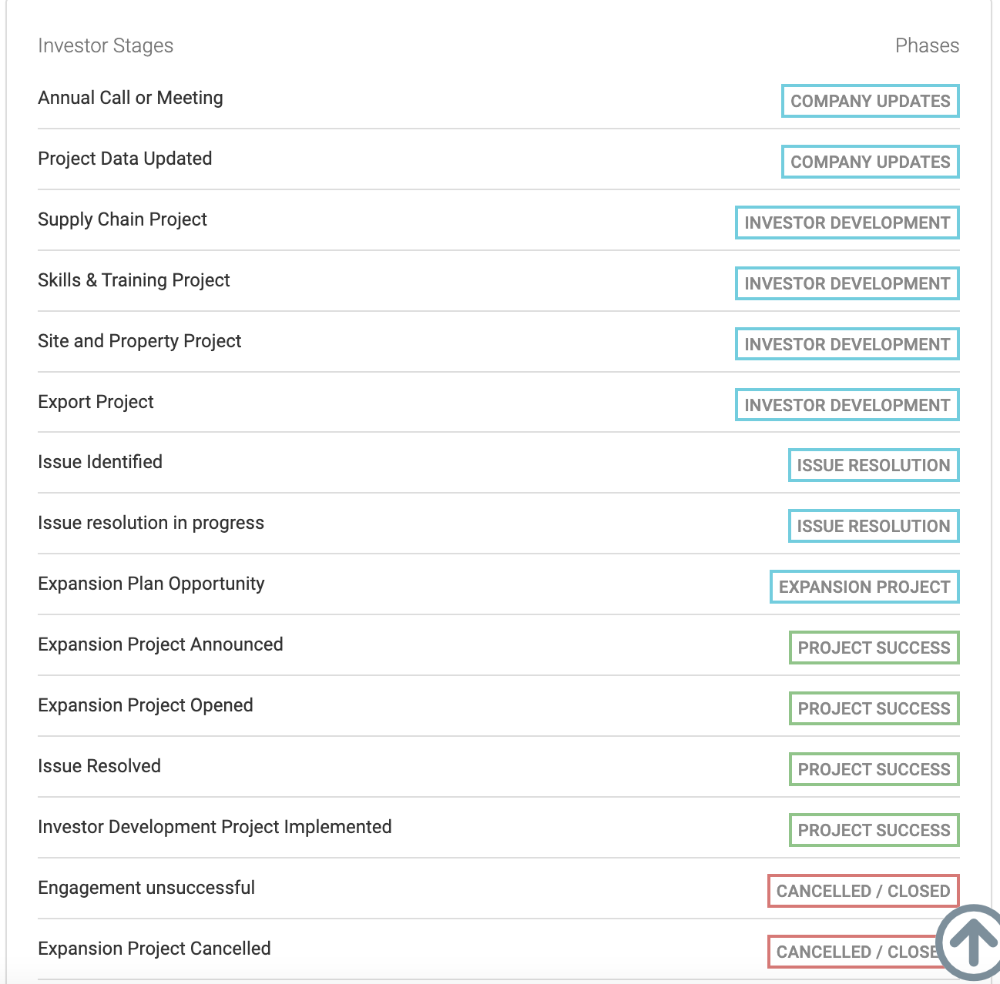 Investor Stages Phases
Annual Call or Meeting COMPANY UPDATES
Project Data Updated COMPANY UPDATES
Supply Chain Project INVESTOR DEVELOPMENT
Skills & Training Project INVESTOR DEVELOPMENT
Site and Property Project INVESTOR DEVELOPMENT
Export Project INVESTOR DEVELOPMENT
Issue Identified ISSUE RESOLUTION
Issue resolution in progress ISSUE RESOLUTION
Expansion Plan Opportunity EXPANSION PROJECT
Expansion Project Announced PROJECT SUCCESS
Expansion Project Opened PROJECT SUCCESS
Issue Resolved PROJECT SUCCESS
Investor Development Project Implemented PROJECT SUCCESS
Engagement unsuccessful CANCELLED / CLOSED
Expansion Project Cancelled CANCELLED / CLOSE